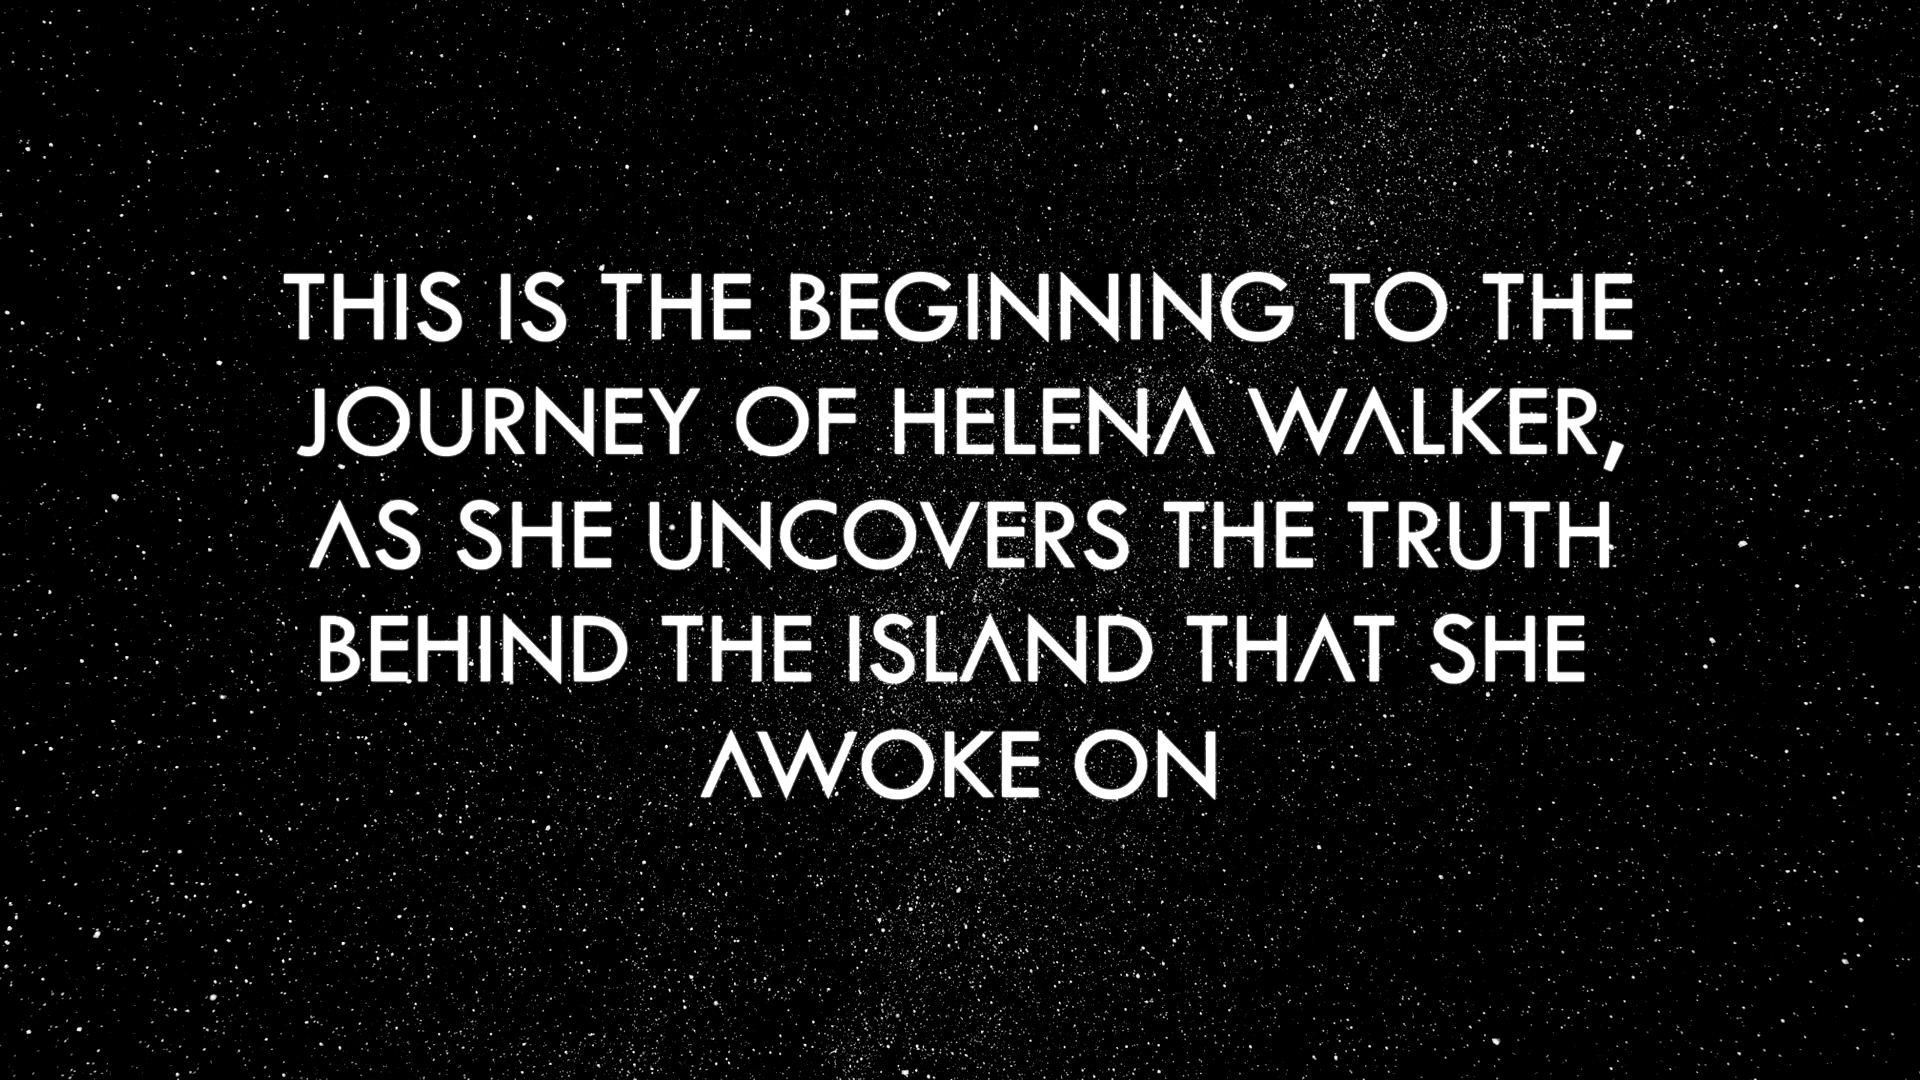 THIS IS THE BEGINNING TO THE
JOURNEY OF HELENA WALKER,
AS SHE UNCOVERS THE TRUTH
BEHIND THE ISLAND THAT SHE
AWOKE ON